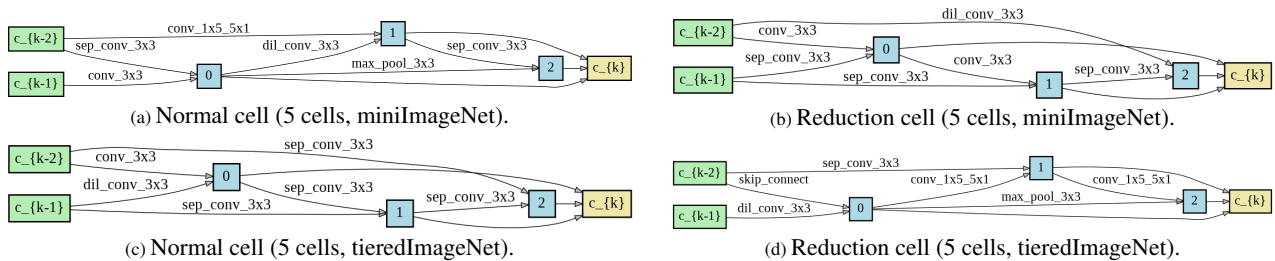 c_{k-2}
conv_1x5_5x1
sep_conv_3x3
dil_conv_3x3
1
sep_conv_3x3
c_{k-1}
conv_3x3
0
max_pool_3x3
2
c_{k}
(a) Normal cell (5 cells, miniImageNet).
dil_conv_3x3
c_{k-2}
conv_3x3
0
sep_conv_3x3
conv_3x3
c_{k-1}
sep_conv_3x3
sep_conv_3x3
1
2
c_{k}
(b) Reduction cell (5 cells, miniImageNet).
sep_conv_3x3
c_{k-2}
conv_3x3
0
dil_conv_3x3
sep_conv_3x3
c_{k-1}
sep_conv_3x3
sep_conv_3x3
1
2
c_{k}
(c) Normal cell (5 cells, tieredImageNet).
sep_conv_3x3
c_{k-2}
skip_connect
conv_1x5_5x1
1
conv_1x5_5x1
c_{k-1}
dil_conv_3x3
0
max_pool_3x3
2
c_{k}
(d) Reduction cell (5 cells, tieredImageNet).